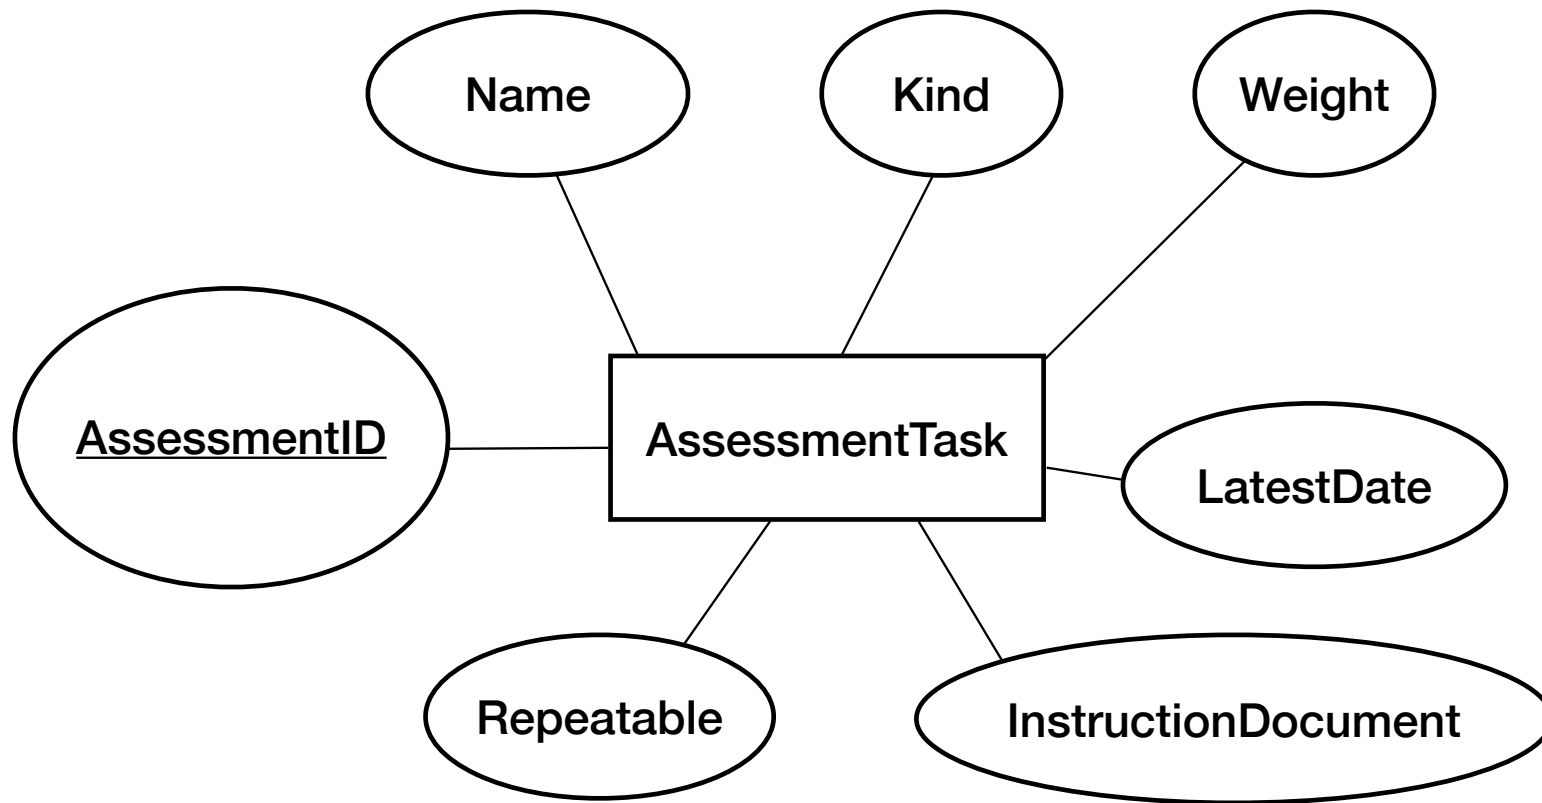 Name
Kind
Weight
AssessmentID
AssessmentTask
LatestDate
Repeatable
InstructionDocument